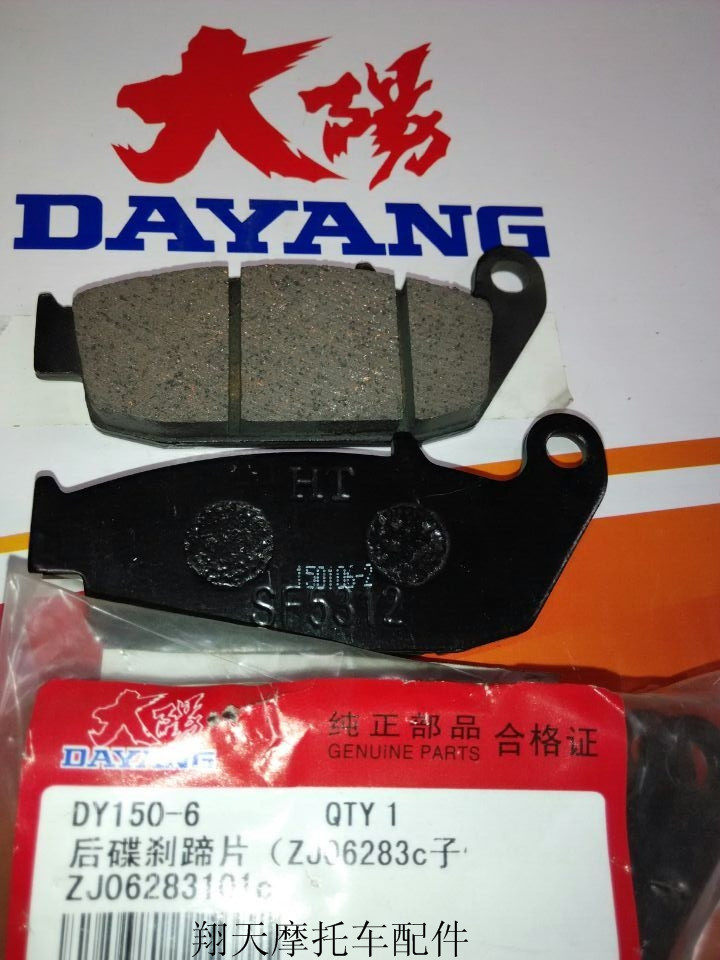 大陽
DAYANG
HT
150106-2
SF5312
大陽
DAYANG
纯正部品 合格证
GENUiNE PARTS
DY150-6 QTY 1
后碟刹蹄片（ZJ06283c子
ZJ06283101c
翔天摩托车配件